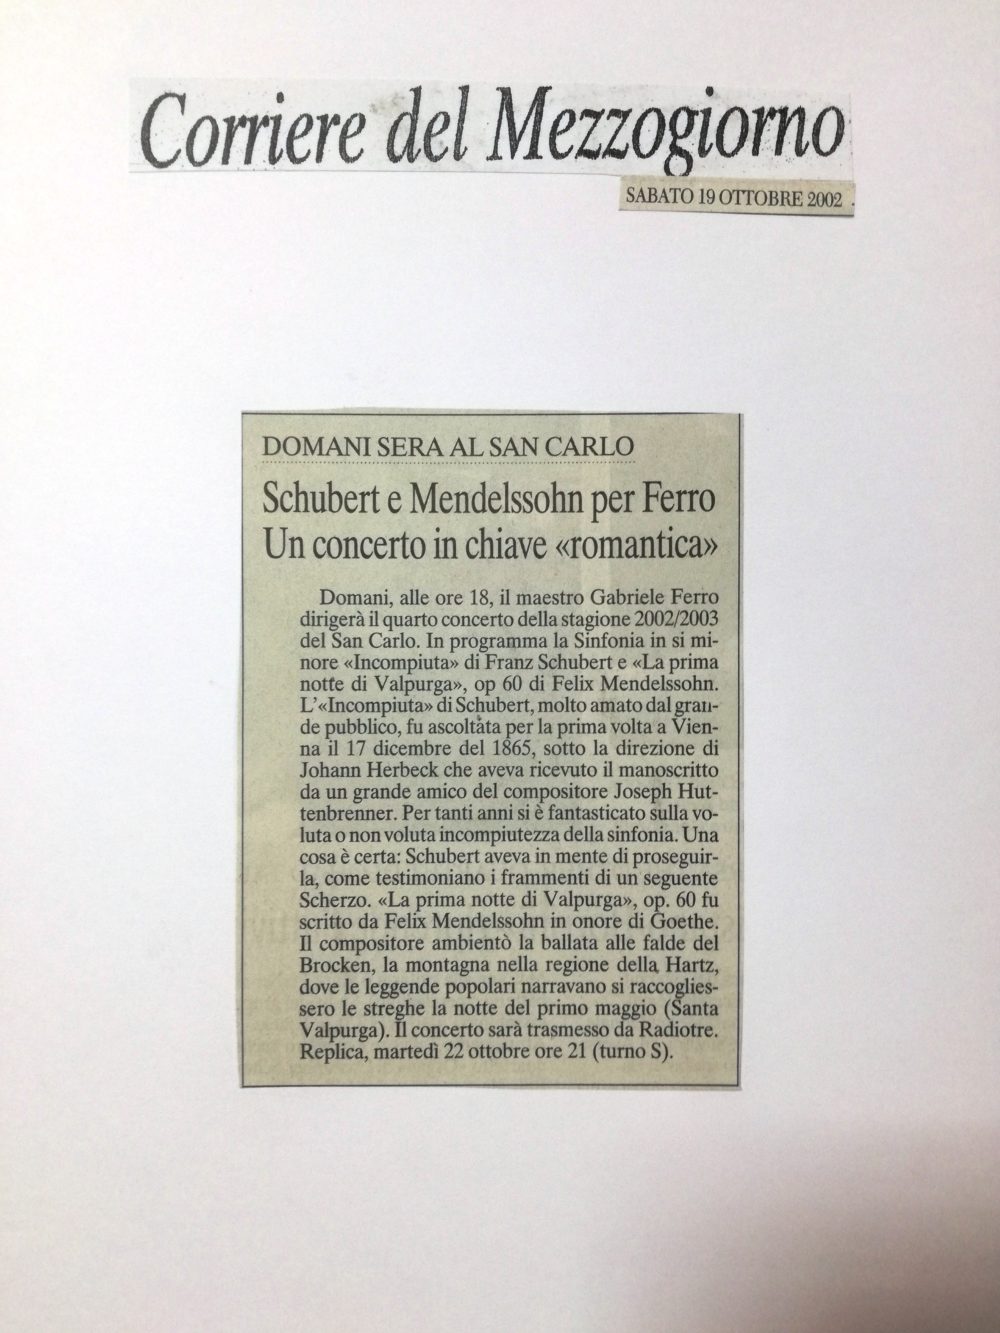 Corriere del Mezzogiorno
SABATO 19 OTTOBRE 2002
DOMANI SERA AL SAN CARLO
Schubert e Mendelssohn per Ferro
Un concerto in chiave «romantica»
Domani, alle ore 18, il maestro Gabriele Ferro
dirigerà il quarto concerto della stagione 2002/2003
del San Carlo. In programma la Sinfonia in si mi-
nore «Incompiuta» di Franz Schubert e «La prima
notte di Valpurga», op 60 di Felix Mendelssohn.
L'«Incompiuta» di Schubert, molto amato dal gran-
de pubblico, fu ascoltata per la prima volta a Vien-
na il 17 dicembre del 1865, sotto la direzione di
Johann Herbeck che aveva ricevuto il manoscritto
da un grande amico del compositore Joseph Hut-
tenbrenner. Per tanti anni si è fantasticato sulla vo-
luta o non voluta incompiutezza della sinfonia. Una
cosa è certa: Schubert aveva in mente di proseguir-
la, come testimoniano i frammenti di un seguente
Scherzo. «La prima notte di Valpurga», op. 60 fu
scritto da Felix Mendelssohn in onore di Goethe.
Il compositore ambientò la ballata alle falde del
Brocken, la montagna nella regione della Hartz,
dove le leggende popolari narravano si raccoglies-
sero le streghe la notte del primo maggio (Santa
Valpurga). Il concerto sarà trasmesso da Radiotre.
Replica, martedì 22 ottobre ore 21 (turno S).